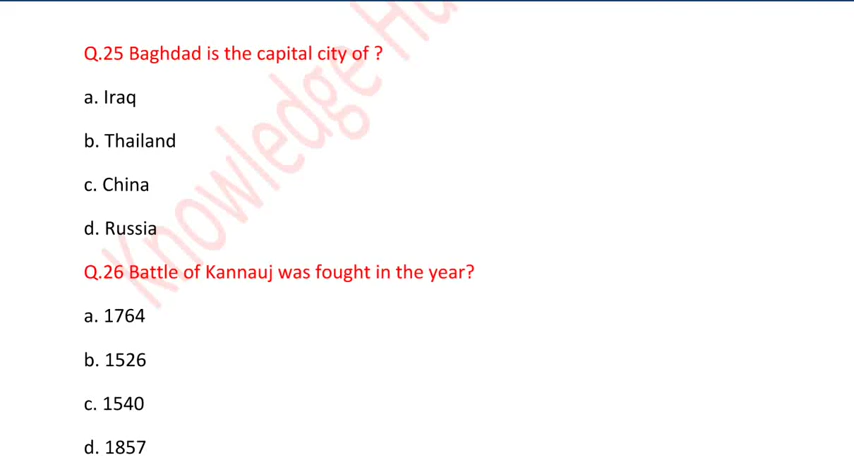 Q.25 Baghdad is the capital city of ?
a. Iraq
b. Thailand
c. China
d. Russia
Q.26 Battle of Kannauj was fought in the year?
a. 1764
b. 1526
c. 1540
d. 1857
Knowledge